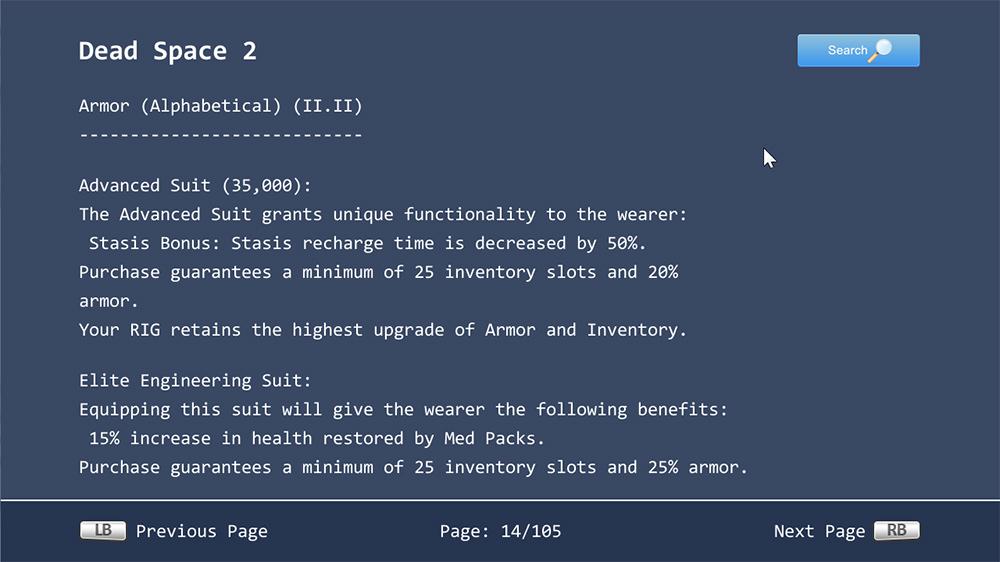 Dead Space 2
Search
Armor (Alphabetical) (II.II)
----------------------------
Advanced Suit (35,000):
The Advanced Suit grants unique functionality to the wearer:
Stasis Bonus: Stasis recharge time is decreased by 50%.
Purchase guarantees a minimum of 25 inventory slots and 20%
armor.
Your RIG retains the highest upgrade of Armor and Inventory.
Elite Engineering Suit:
Equipping this suit will give the wearer the following benefits:
15% increase in health restored by Med Packs.
Purchase guarantees a minimum of 25 inventory slots and 25% armor.
LB Previous Page Page: 14/105 Next Page RB